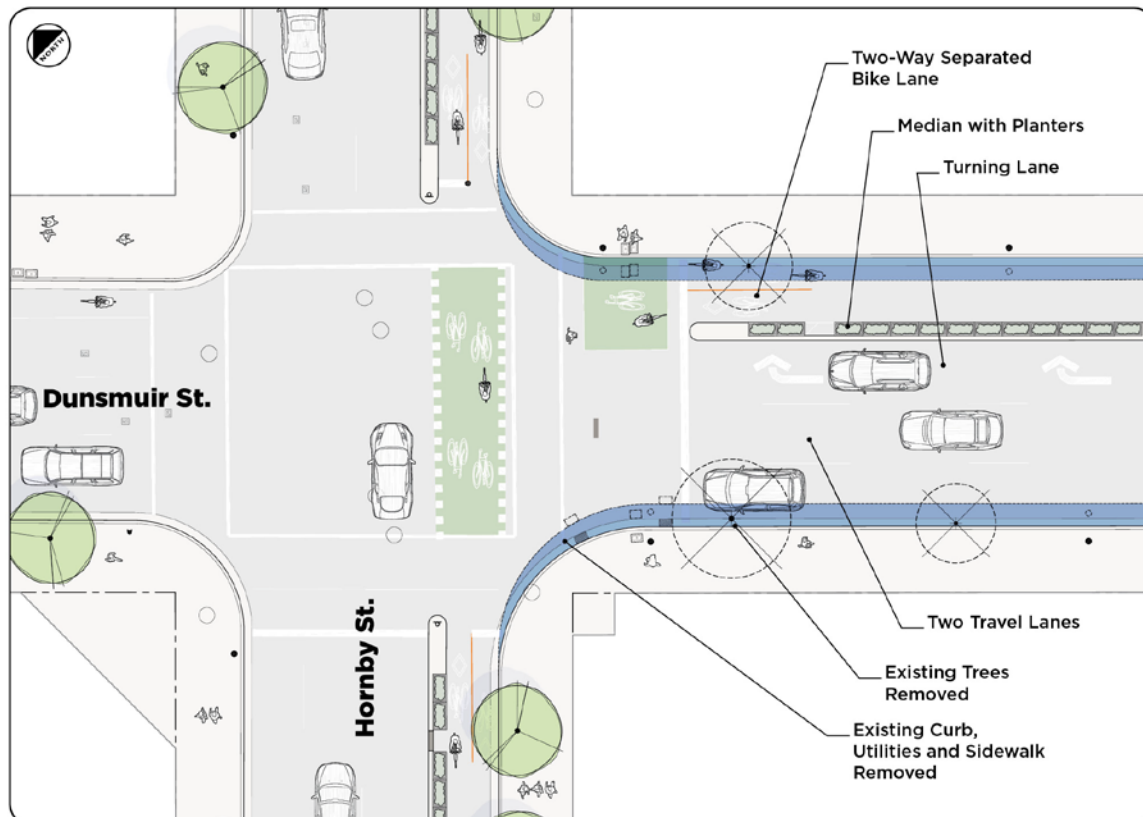 NORTH
Two-Way Separated
Bike Lane
Median with Planters
Turning Lane
Dunsmuir St.
Hornby St.
Two Travel Lanes
Existing Trees
Removed
Existing Curb,
Utilities and Sidewalk
Removed